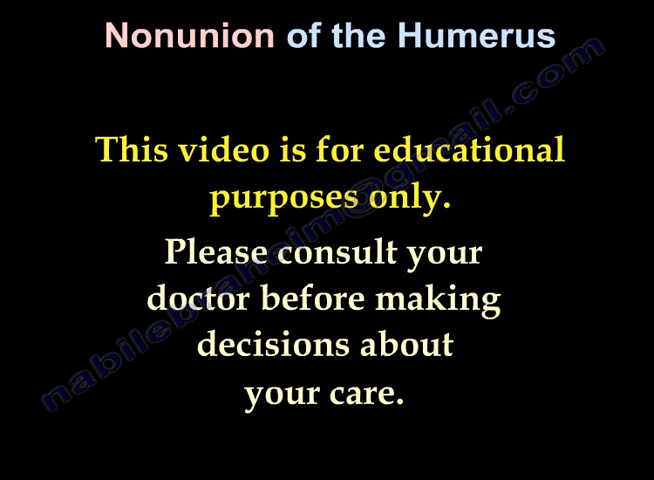 Nonunion of the Humerus
This video is for educational
purposes only.
Please consult your
doctor before making
decisions about
your care.
nabilebraheim@gmail.com